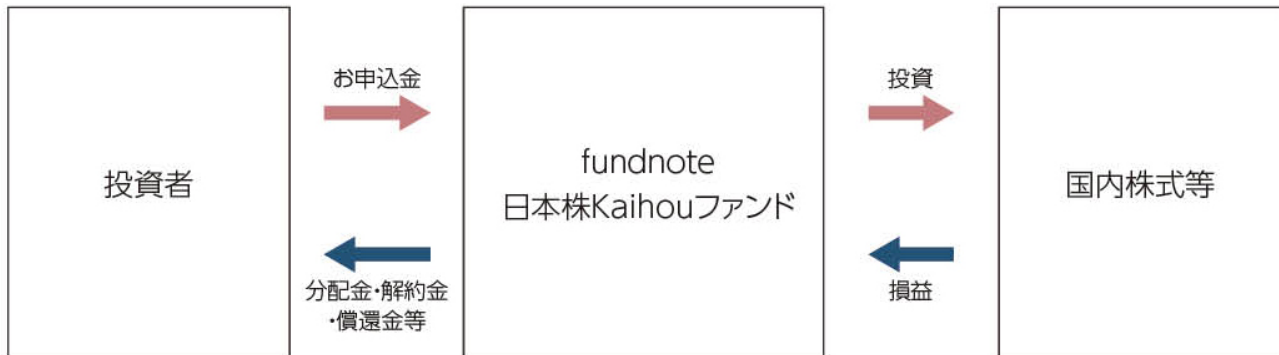 投資者
お申込金
分配金・解約金
・償還金等
fundnote
日本株Kaihouファンド
投資
損益
国内株式等